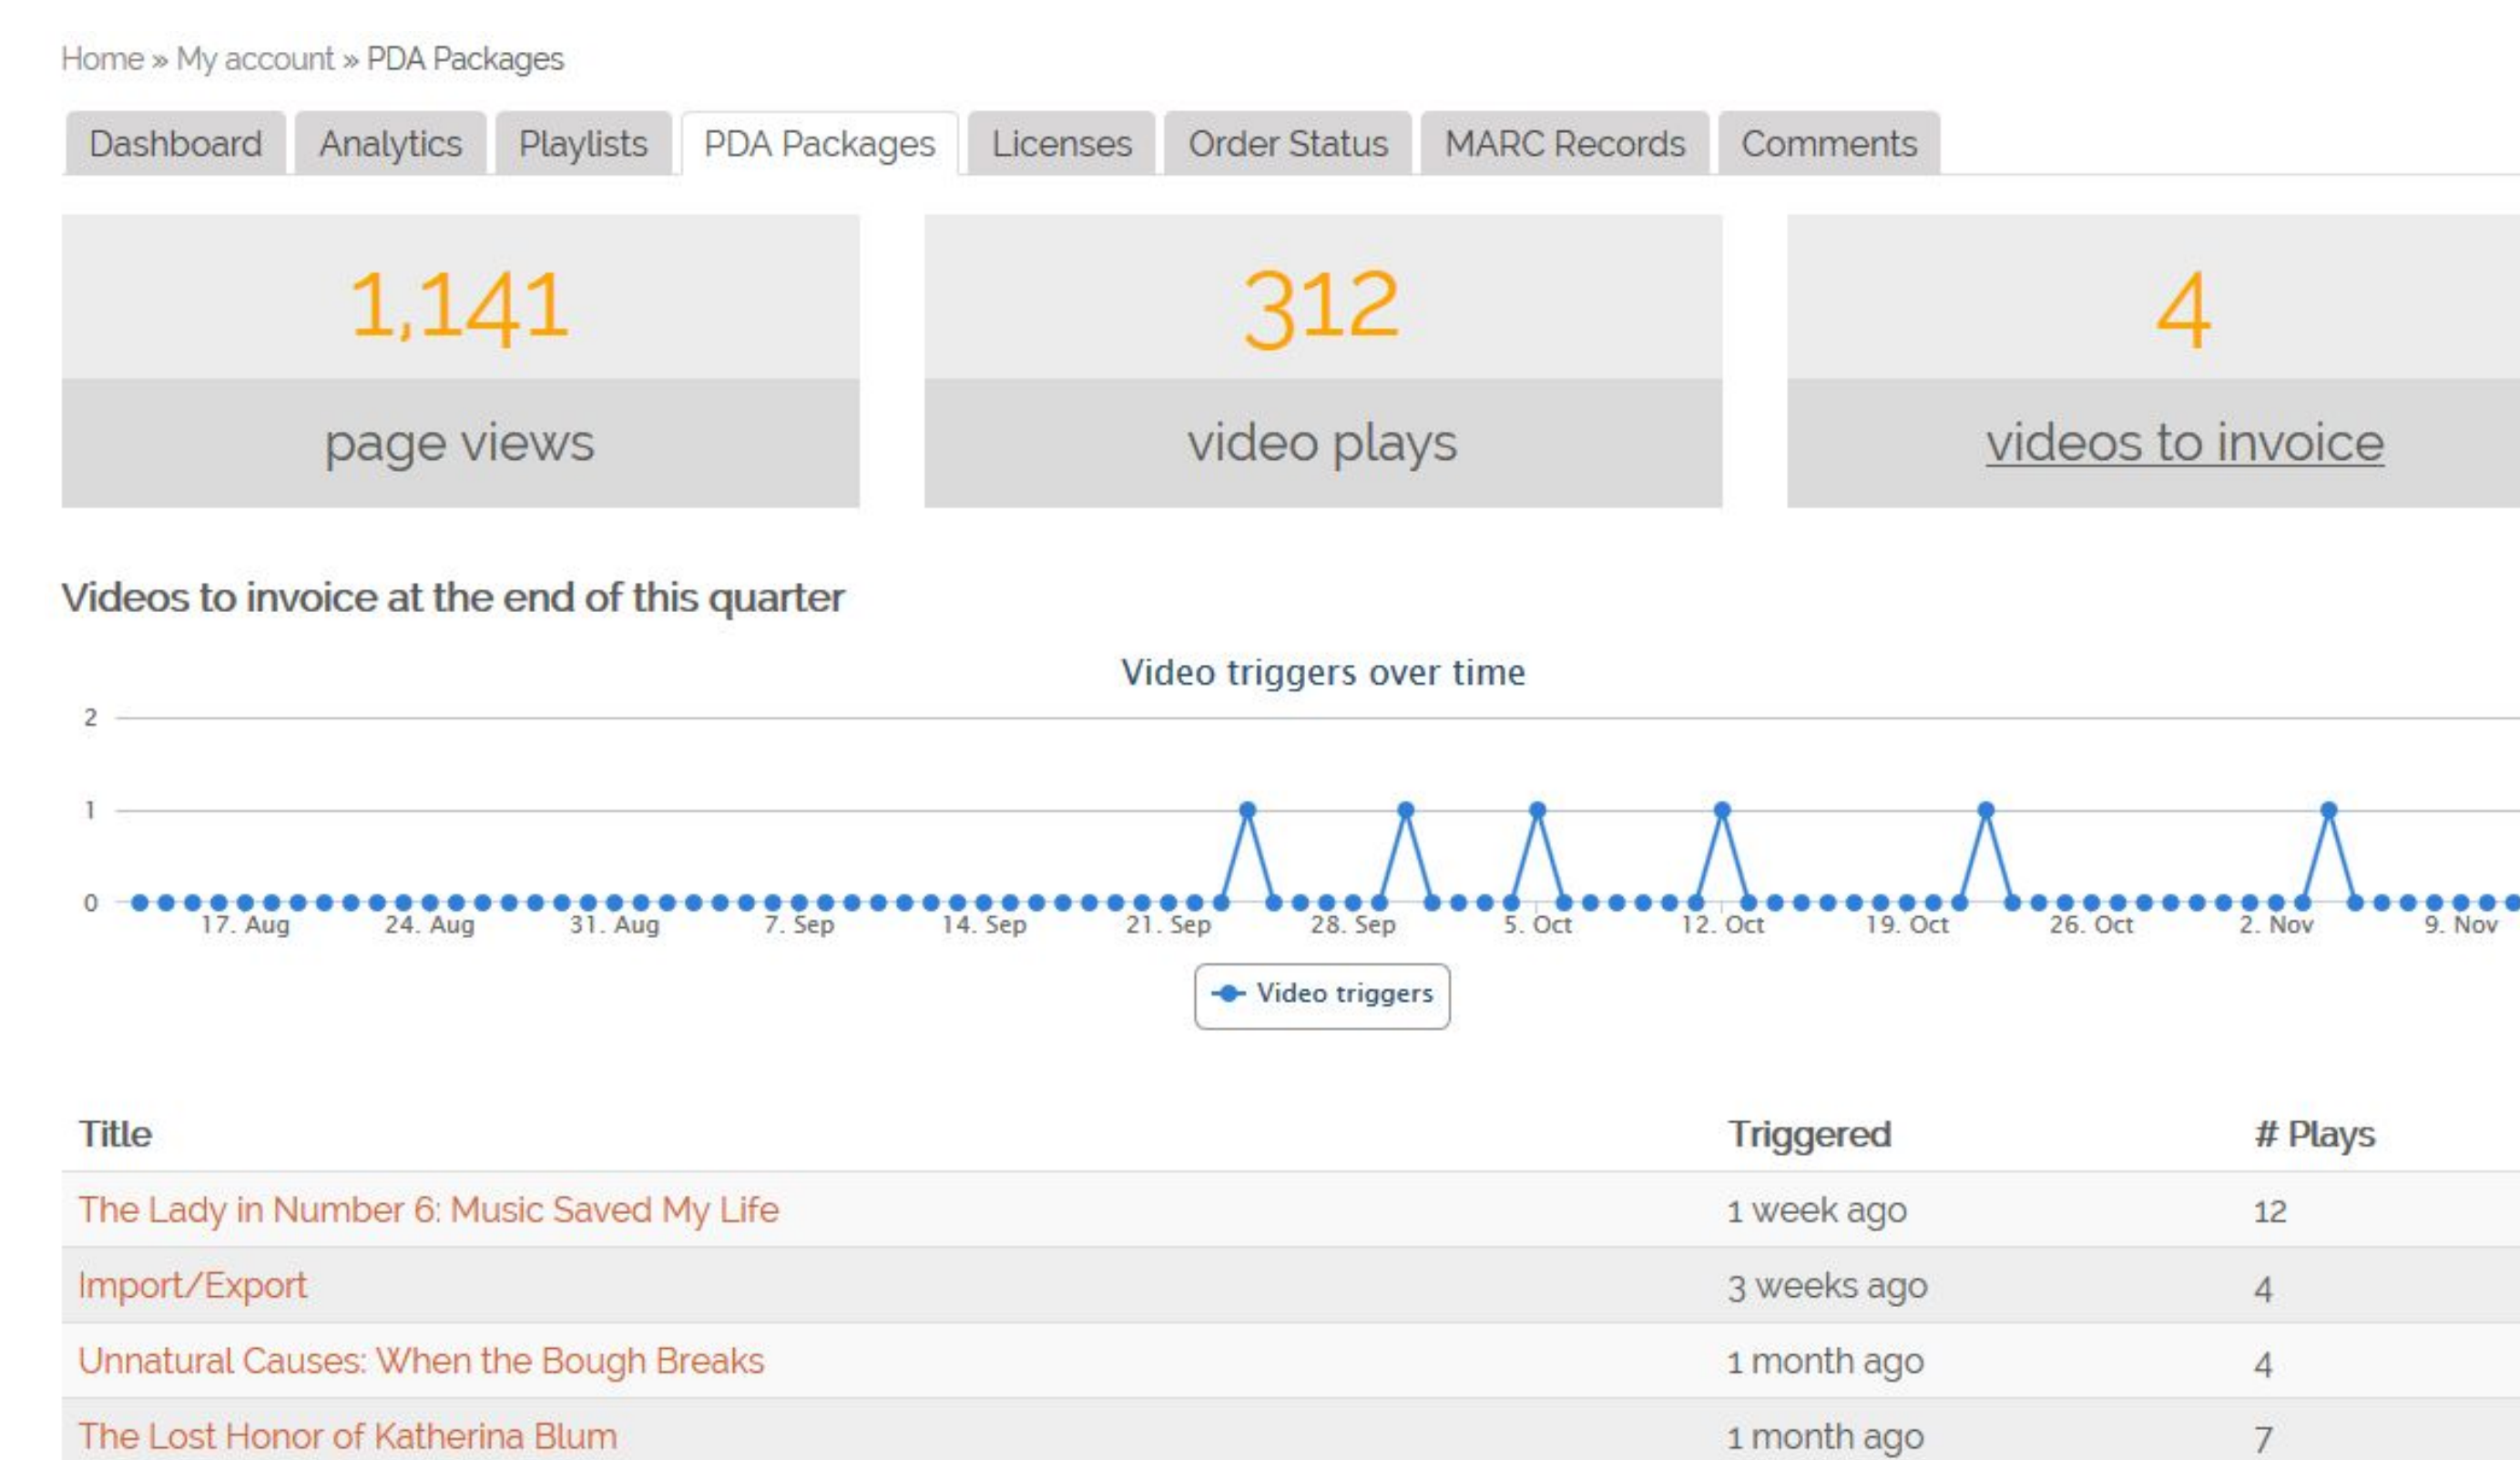 Home » My account » PDA Packages
Dashboard Analytics Playlists PDA Packages Licenses Order Status MARC Records Comments
1,141 312 4
page views video plays videos to invoice
Videos to invoice at the end of this quarter
Video triggers over time
2
1
0
17. Aug 24. Aug 31. Aug 7. Sep 14. Sep 21. Sep 28. Sep 5. Oct 12. Oct 19. Oct 26. Oct 2. Nov 9. Nov
Video triggers
Title Triggered # Plays
The Lady in Number 6: Music Saved My Life 1 week ago 12
Import/Export 3 weeks ago 4
Unnatural Causes: When the Bough Breaks 1 month ago 4
The Lost Honor of Katherina Blum 1 month ago 7